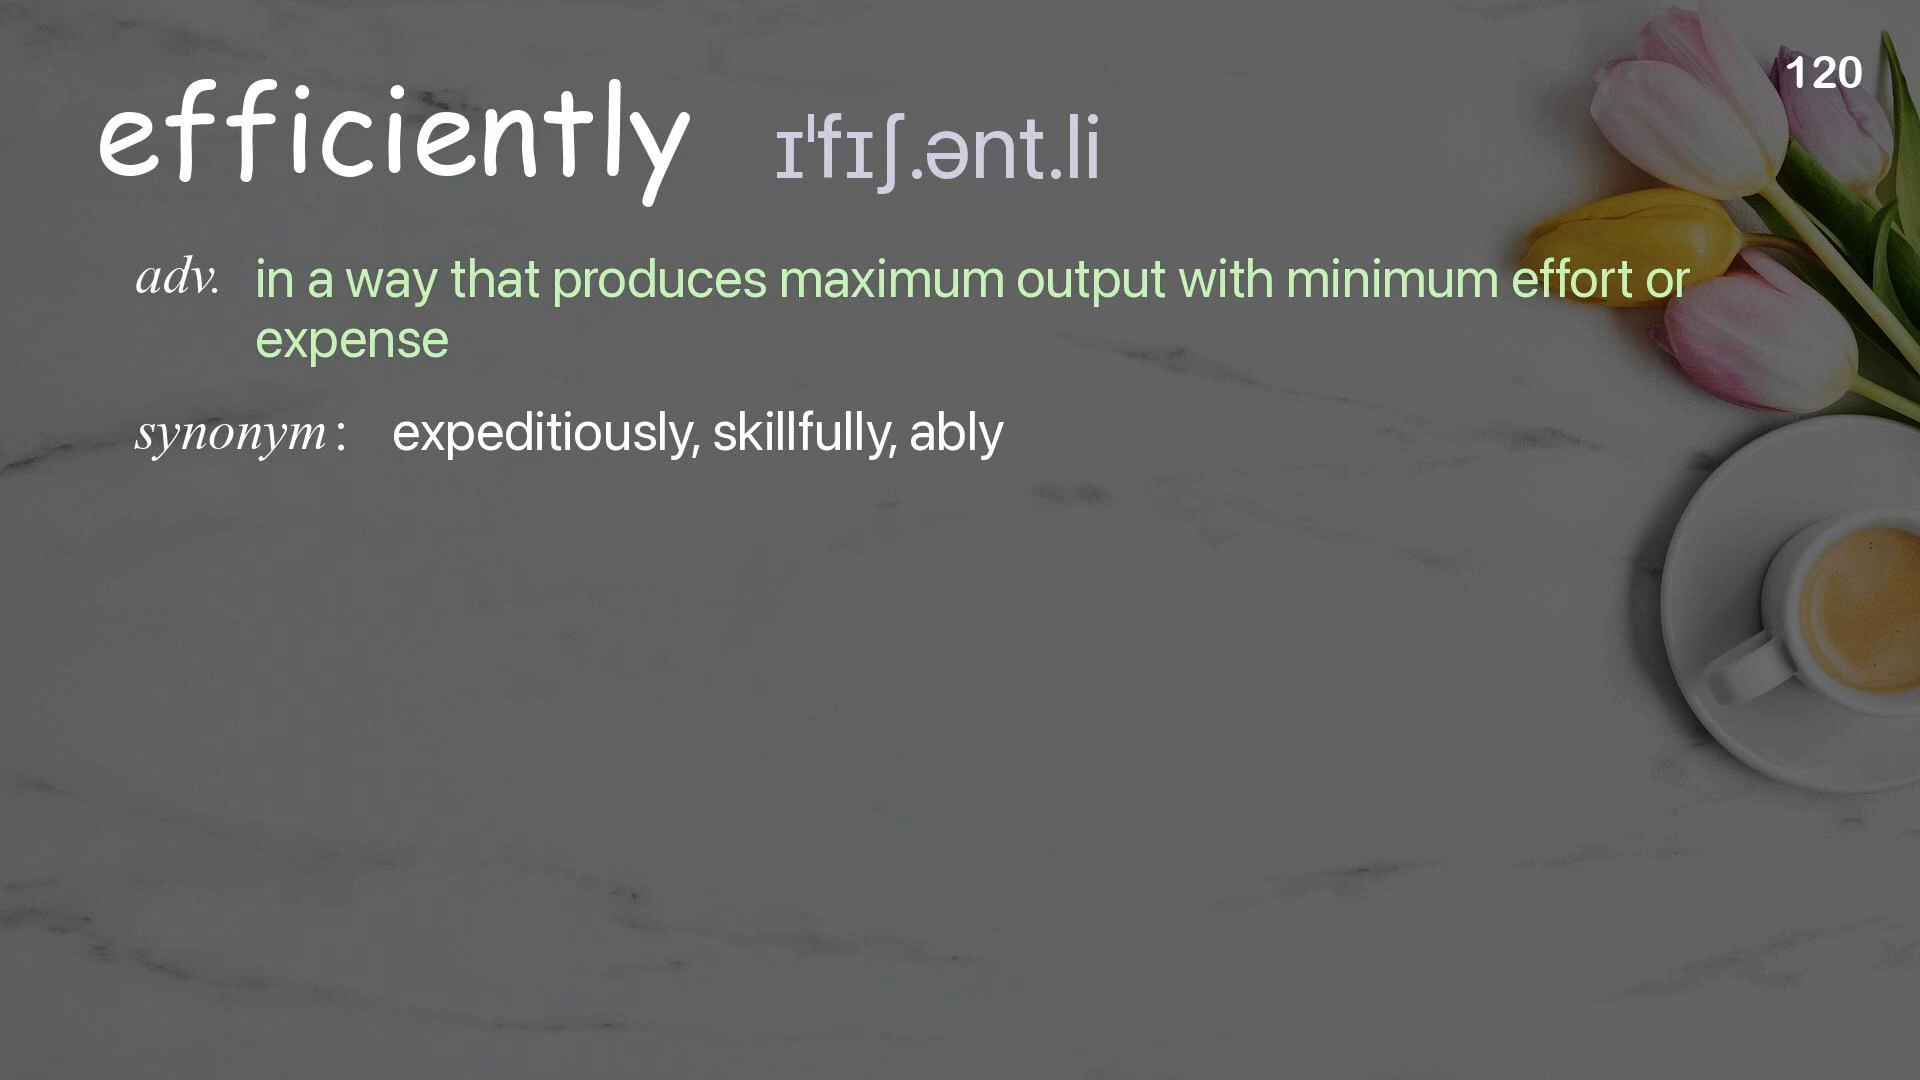 120
efficiently ɪˈfɪʃ.ənt.li
adv. in a way that produces maximum output with minimum effort or
expense
synonym: expeditiously, skillfully, ably